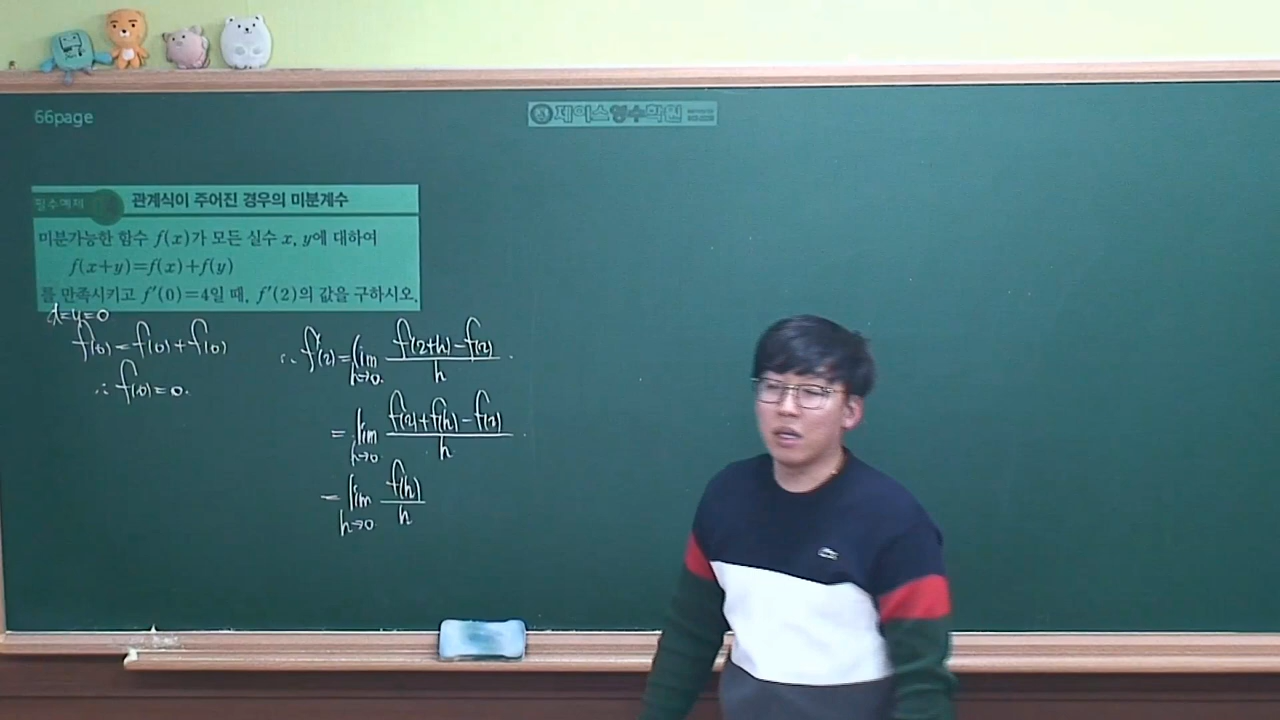 66page
제이스영수학원
필수예제
관계식이 주어진 경우의 미분계수
미분가능한 함수 f(x)가 모든 실수 x, y에 대하여
f(x+y)=f(x)+f(y)
를 만족시키고 f′(0)=4일 때, f′(2)의 값을 구하시오.
x=y=0
f(0)=f(0)+f(0)
∴ f(0)=0.
∴ f′(2)=lim h→0 f(2+h)-f(2) / h
= lim h→0 f(2)+f(h)-f(2) / h
= lim h→0 f(h) / h